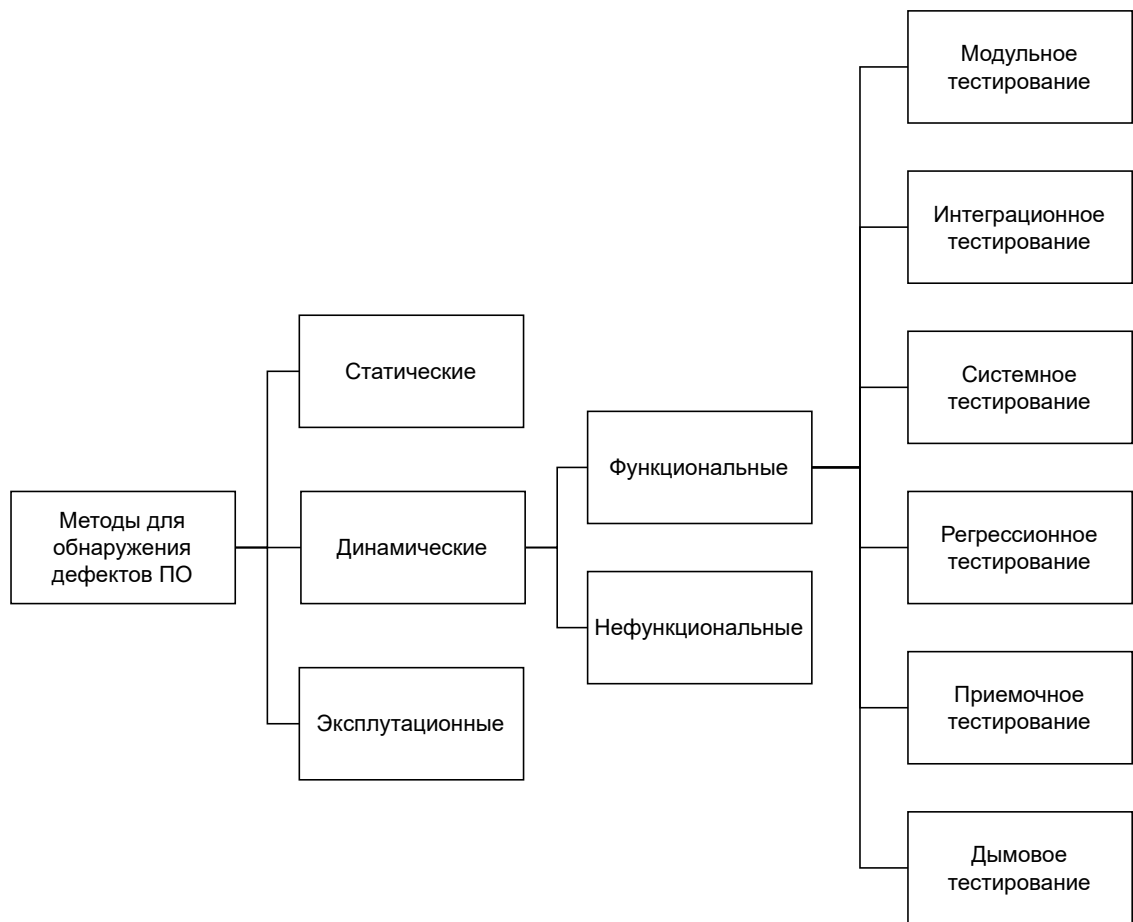 Методы для
обнаружения
дефектов ПО
Статические
Динамические
Эксплутационные
Функциональные
Нефункциональные
Модульное
тестирование
Интеграционное
тестирование
Системное
тестирование
Регрессионное
тестирование
Приемочное
тестирование
Дымовое
тестирование